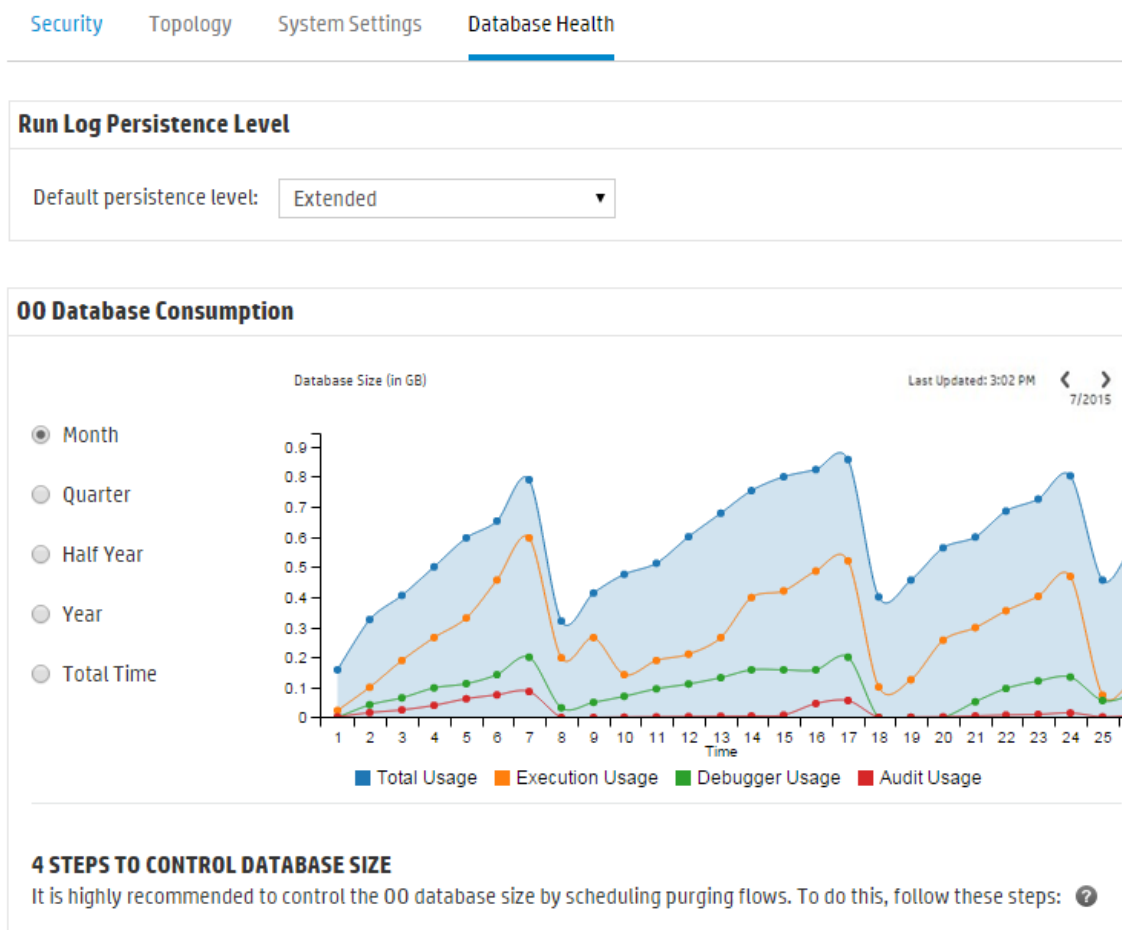 Security Topology System Settings Database Health
Run Log Persistence Level
Default persistence level: Extended
OO Database Consumption
Database Size (in GB) Last Updated: 3:02 PM
7/2015
Month
Quarter
Half Year
Year
Total Time
0.9
0.8
0.7
0.6
0.5
0.4
0.3
0.2
0.1
0
1 2 3 4 5 6 7 8 9 10 11 12 13 14 15 16 17 18 19 20 21 22 23 24 25
Time
Total Usage Execution Usage Debugger Usage Audit Usage
4 STEPS TO CONTROL DATABASE SIZE
It is highly recommended to control the OO database size by scheduling purging flows. To do this, follow these steps: ?